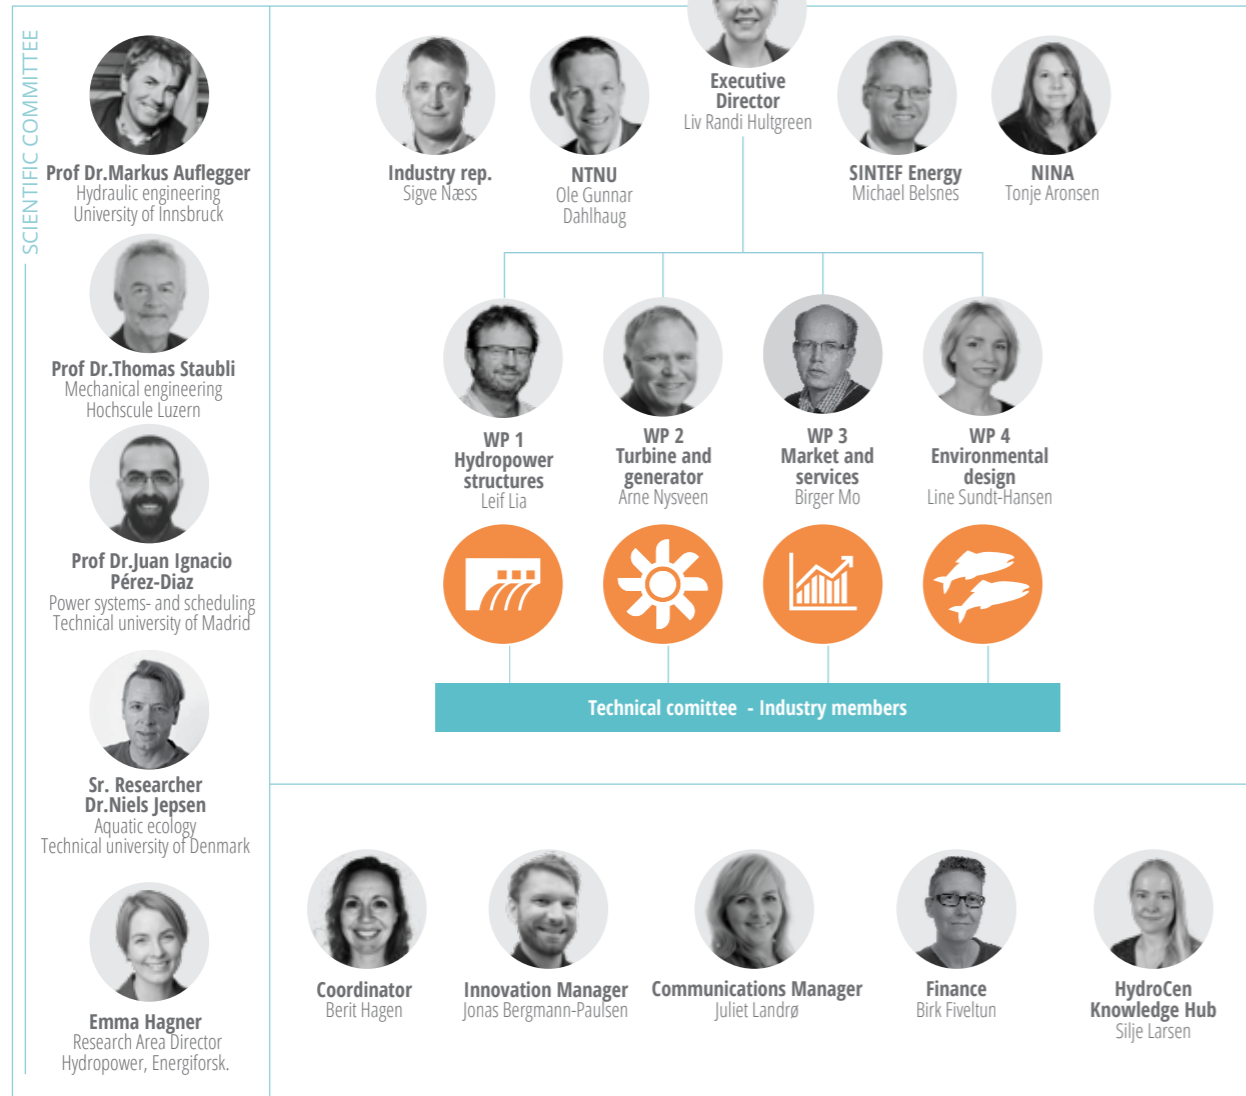 SCIENTIFIC COMMITTEE
Prof Dr.Markus Auflegger
Hydraulic engineering
University of Innsbruck
Prof Dr.Thomas Staubli
Mechanical engineering
Hochscule Luzern
Prof Dr.Juan Ignacio
Pérez-Diaz
Power systems- and scheduling
Technical university of Madrid
Sr. Researcher
Dr.Niels Jepsen
Aquatic ecology
Technical university of Denmark
Emma Hagner
Research Area Director
Hydropower, Energiforsk.
Industry rep.
Sigve Næss
NTNU
Ole Gunnar
Dahlhaug
Executive
Director
Liv Randi Hultgreen
SINTEF Energy
Michael Belsnes
NINA
Tonje Aronsen
WP 1
Hydropower
structures
Leif Lia
WP 2
Turbine and
generator
Arne Nysveen
WP 3
Market and
services
Birger Mo
WP 4
Environmental
design
Line Sundt-Hansen
Technical comittee - Industry members
Coordinator
Berit Hagen
Innovation Manager
Jonas Bergmann-Paulsen
Communications Manager
Juliet Landrø
Finance
Birk Fiveltun
HydroCen
Knowledge Hub
Silje Larsen